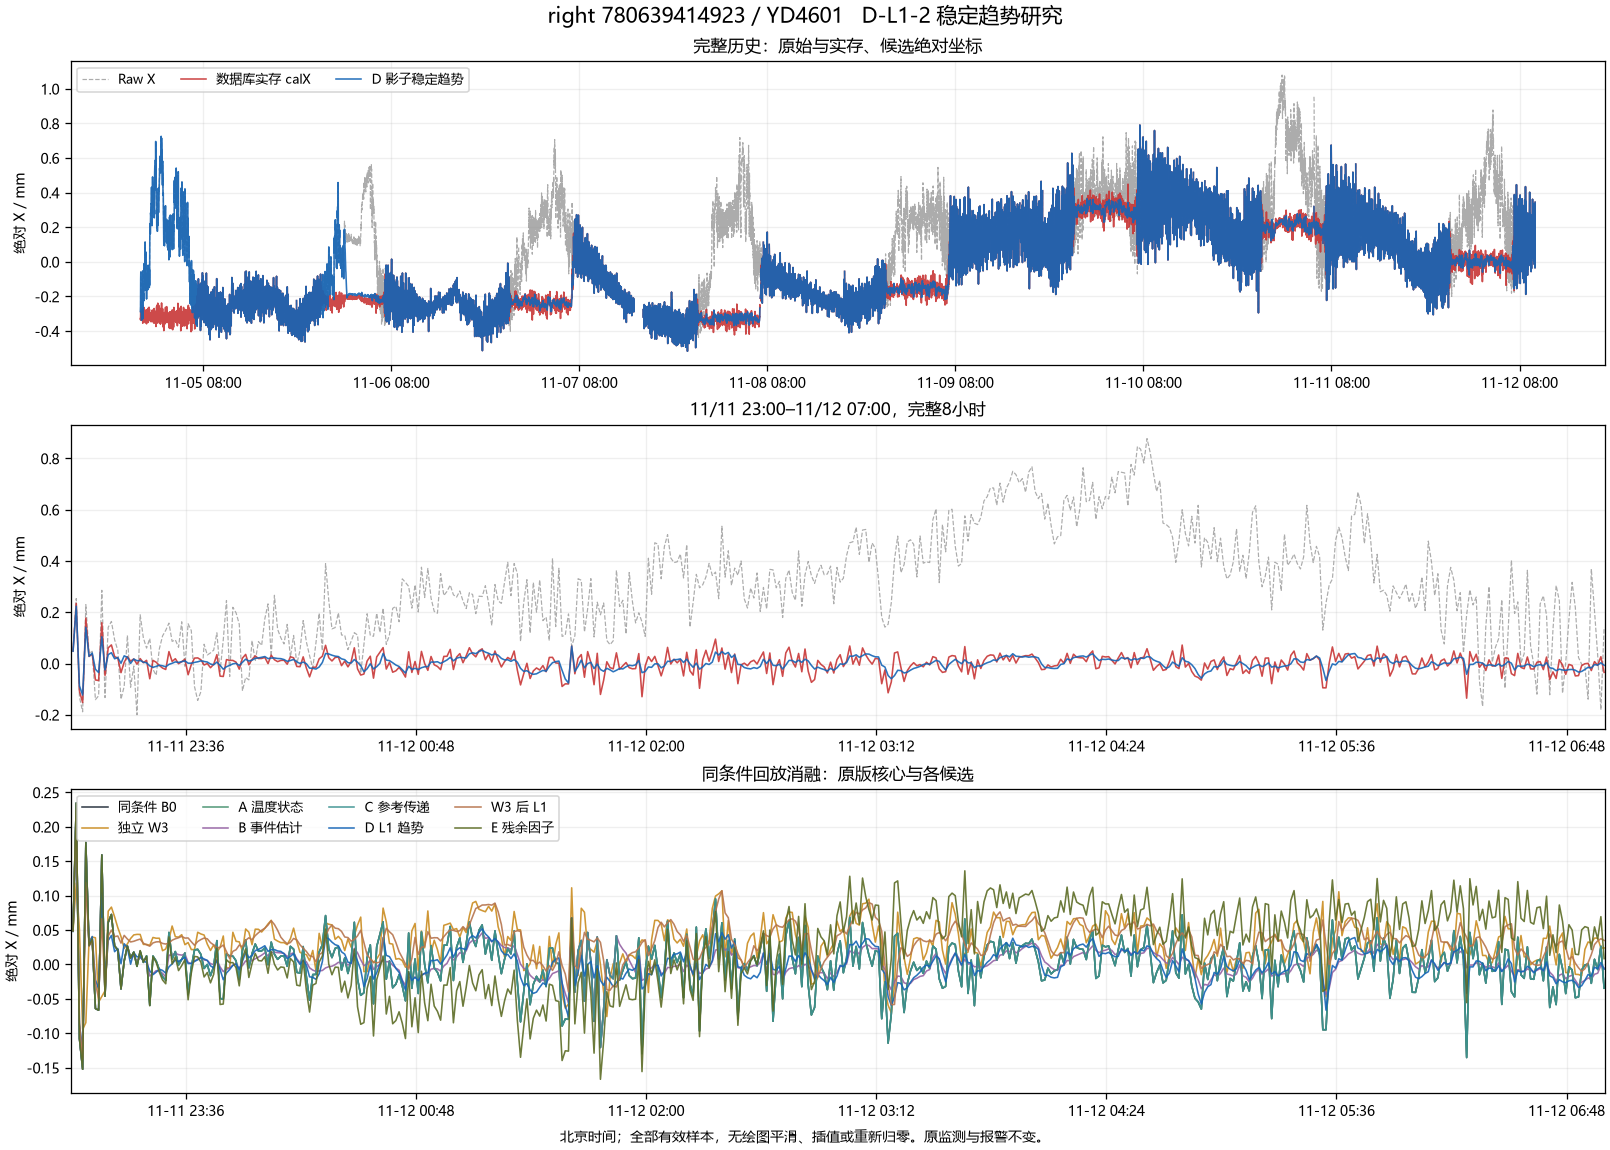 right 780639414923 / YD4601   D-L1-2 稳定趋势研究
完整历史：原始与实存、候选绝对坐标
Raw X   数据库实存 calX   D 影子稳定趋势
绝对 X / mm
1.0
0.8
0.6
0.4
0.2
0.0
-0.2
-0.4
11-05 08:00   11-06 08:00   11-07 08:00   11-08 08:00   11-09 08:00   11-10 08:00   11-11 08:00   11-12 08:00
11/11 23:00–11/12 07:00，完整8小时
绝对 X / mm
0.8
0.6
0.4
0.2
0.0
-0.2
11-11 23:36   11-12 00:48   11-12 02:00   11-12 03:12   11-12 04:24   11-12 05:36   11-12 06:48
同条件回放消融：原版核心与各候选
同条件 B0   A 温度状态   C 参考传递   W3 后 L1
独立 W3   B 事件估计   D L1 趋势   E 残余因子
绝对 X / mm
0.25
0.20
0.15
0.10
0.05
0.00
-0.05
-0.10
-0.15
11-11 23:36   11-12 00:48   11-12 02:00   11-12 03:12   11-12 04:24   11-12 05:36   11-12 06:48
北京时间；全部有效样本，无绘图平滑、插值或重新归零。原监测与报警不变。